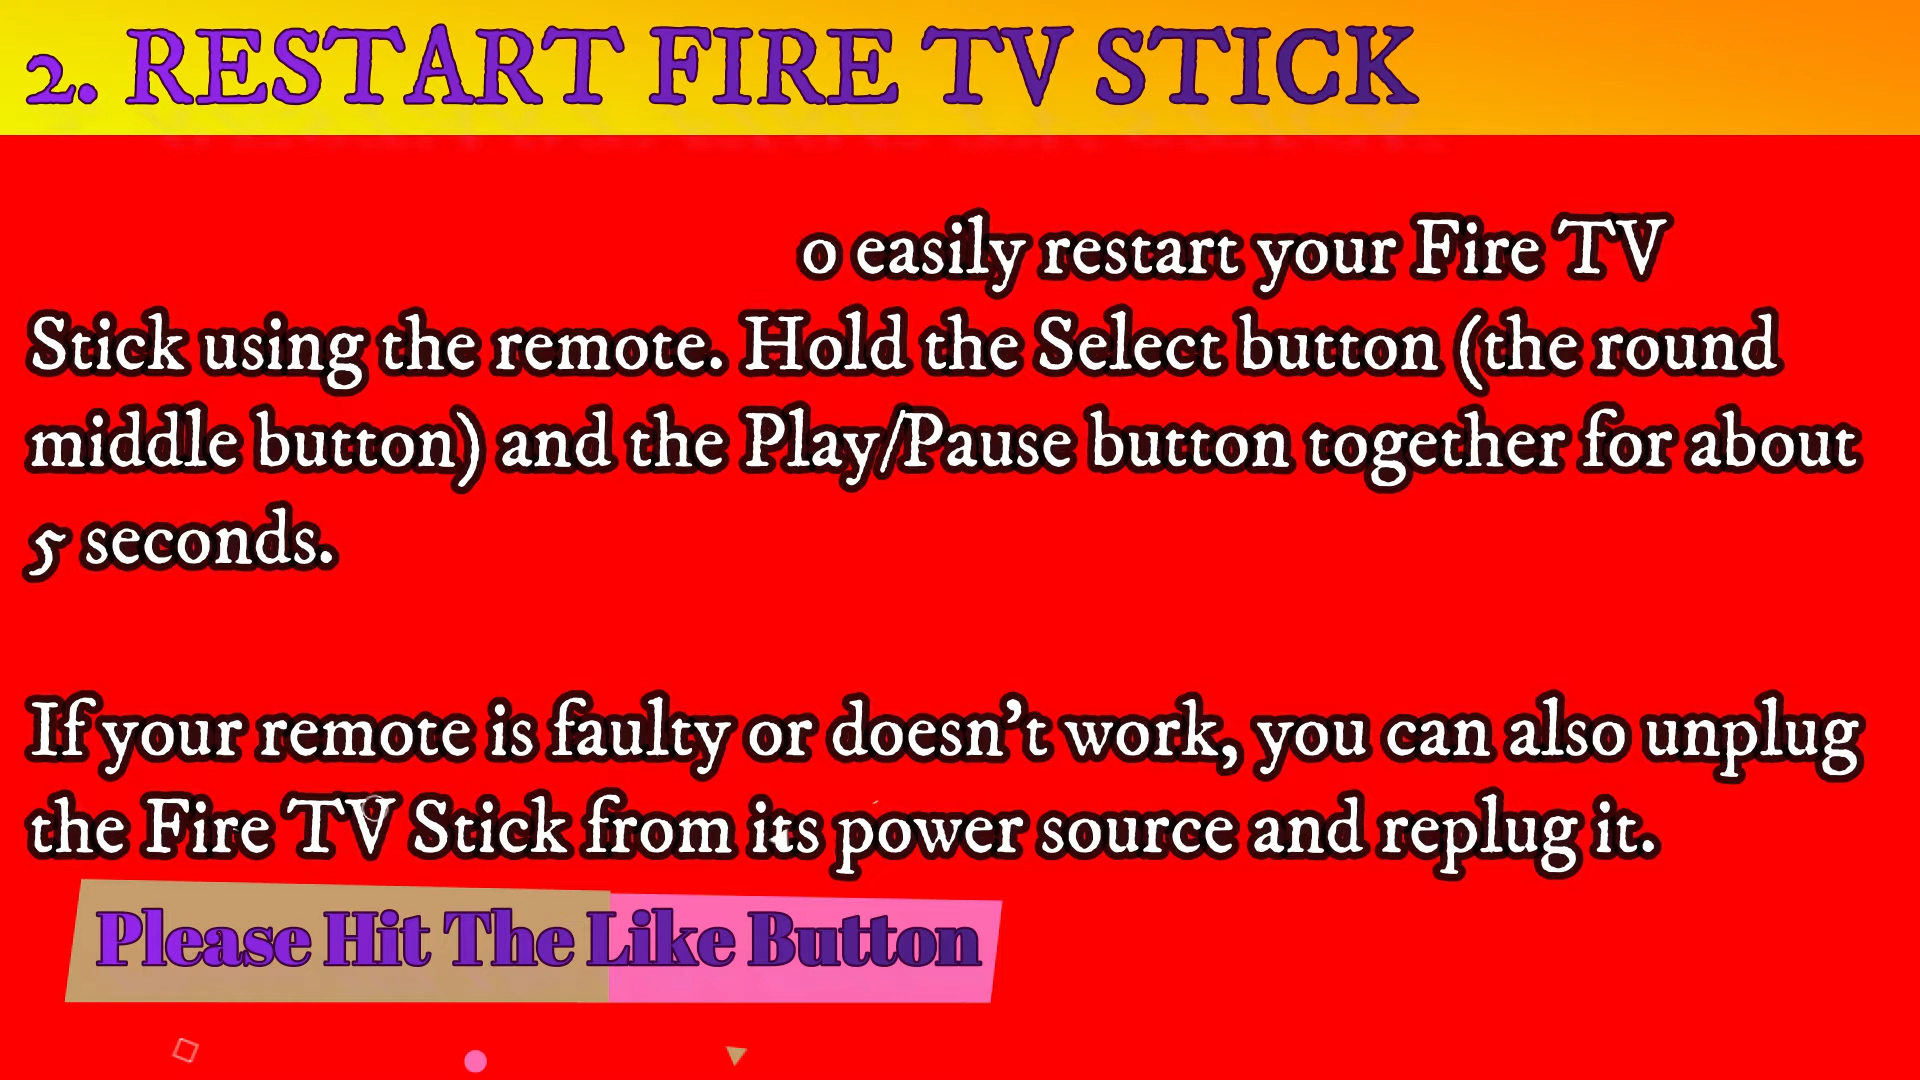 2. RESTART FIRE TV STICK
o easily restart your Fire TV
Stick using the remote. Hold the Select button (the round
middle button) and the Play/Pause button together for about
5 seconds.
If your remote is faulty or doesn't work, you can also unplug
the Fire TV Stick from its power source and replug it.
Please Hit The Like Button